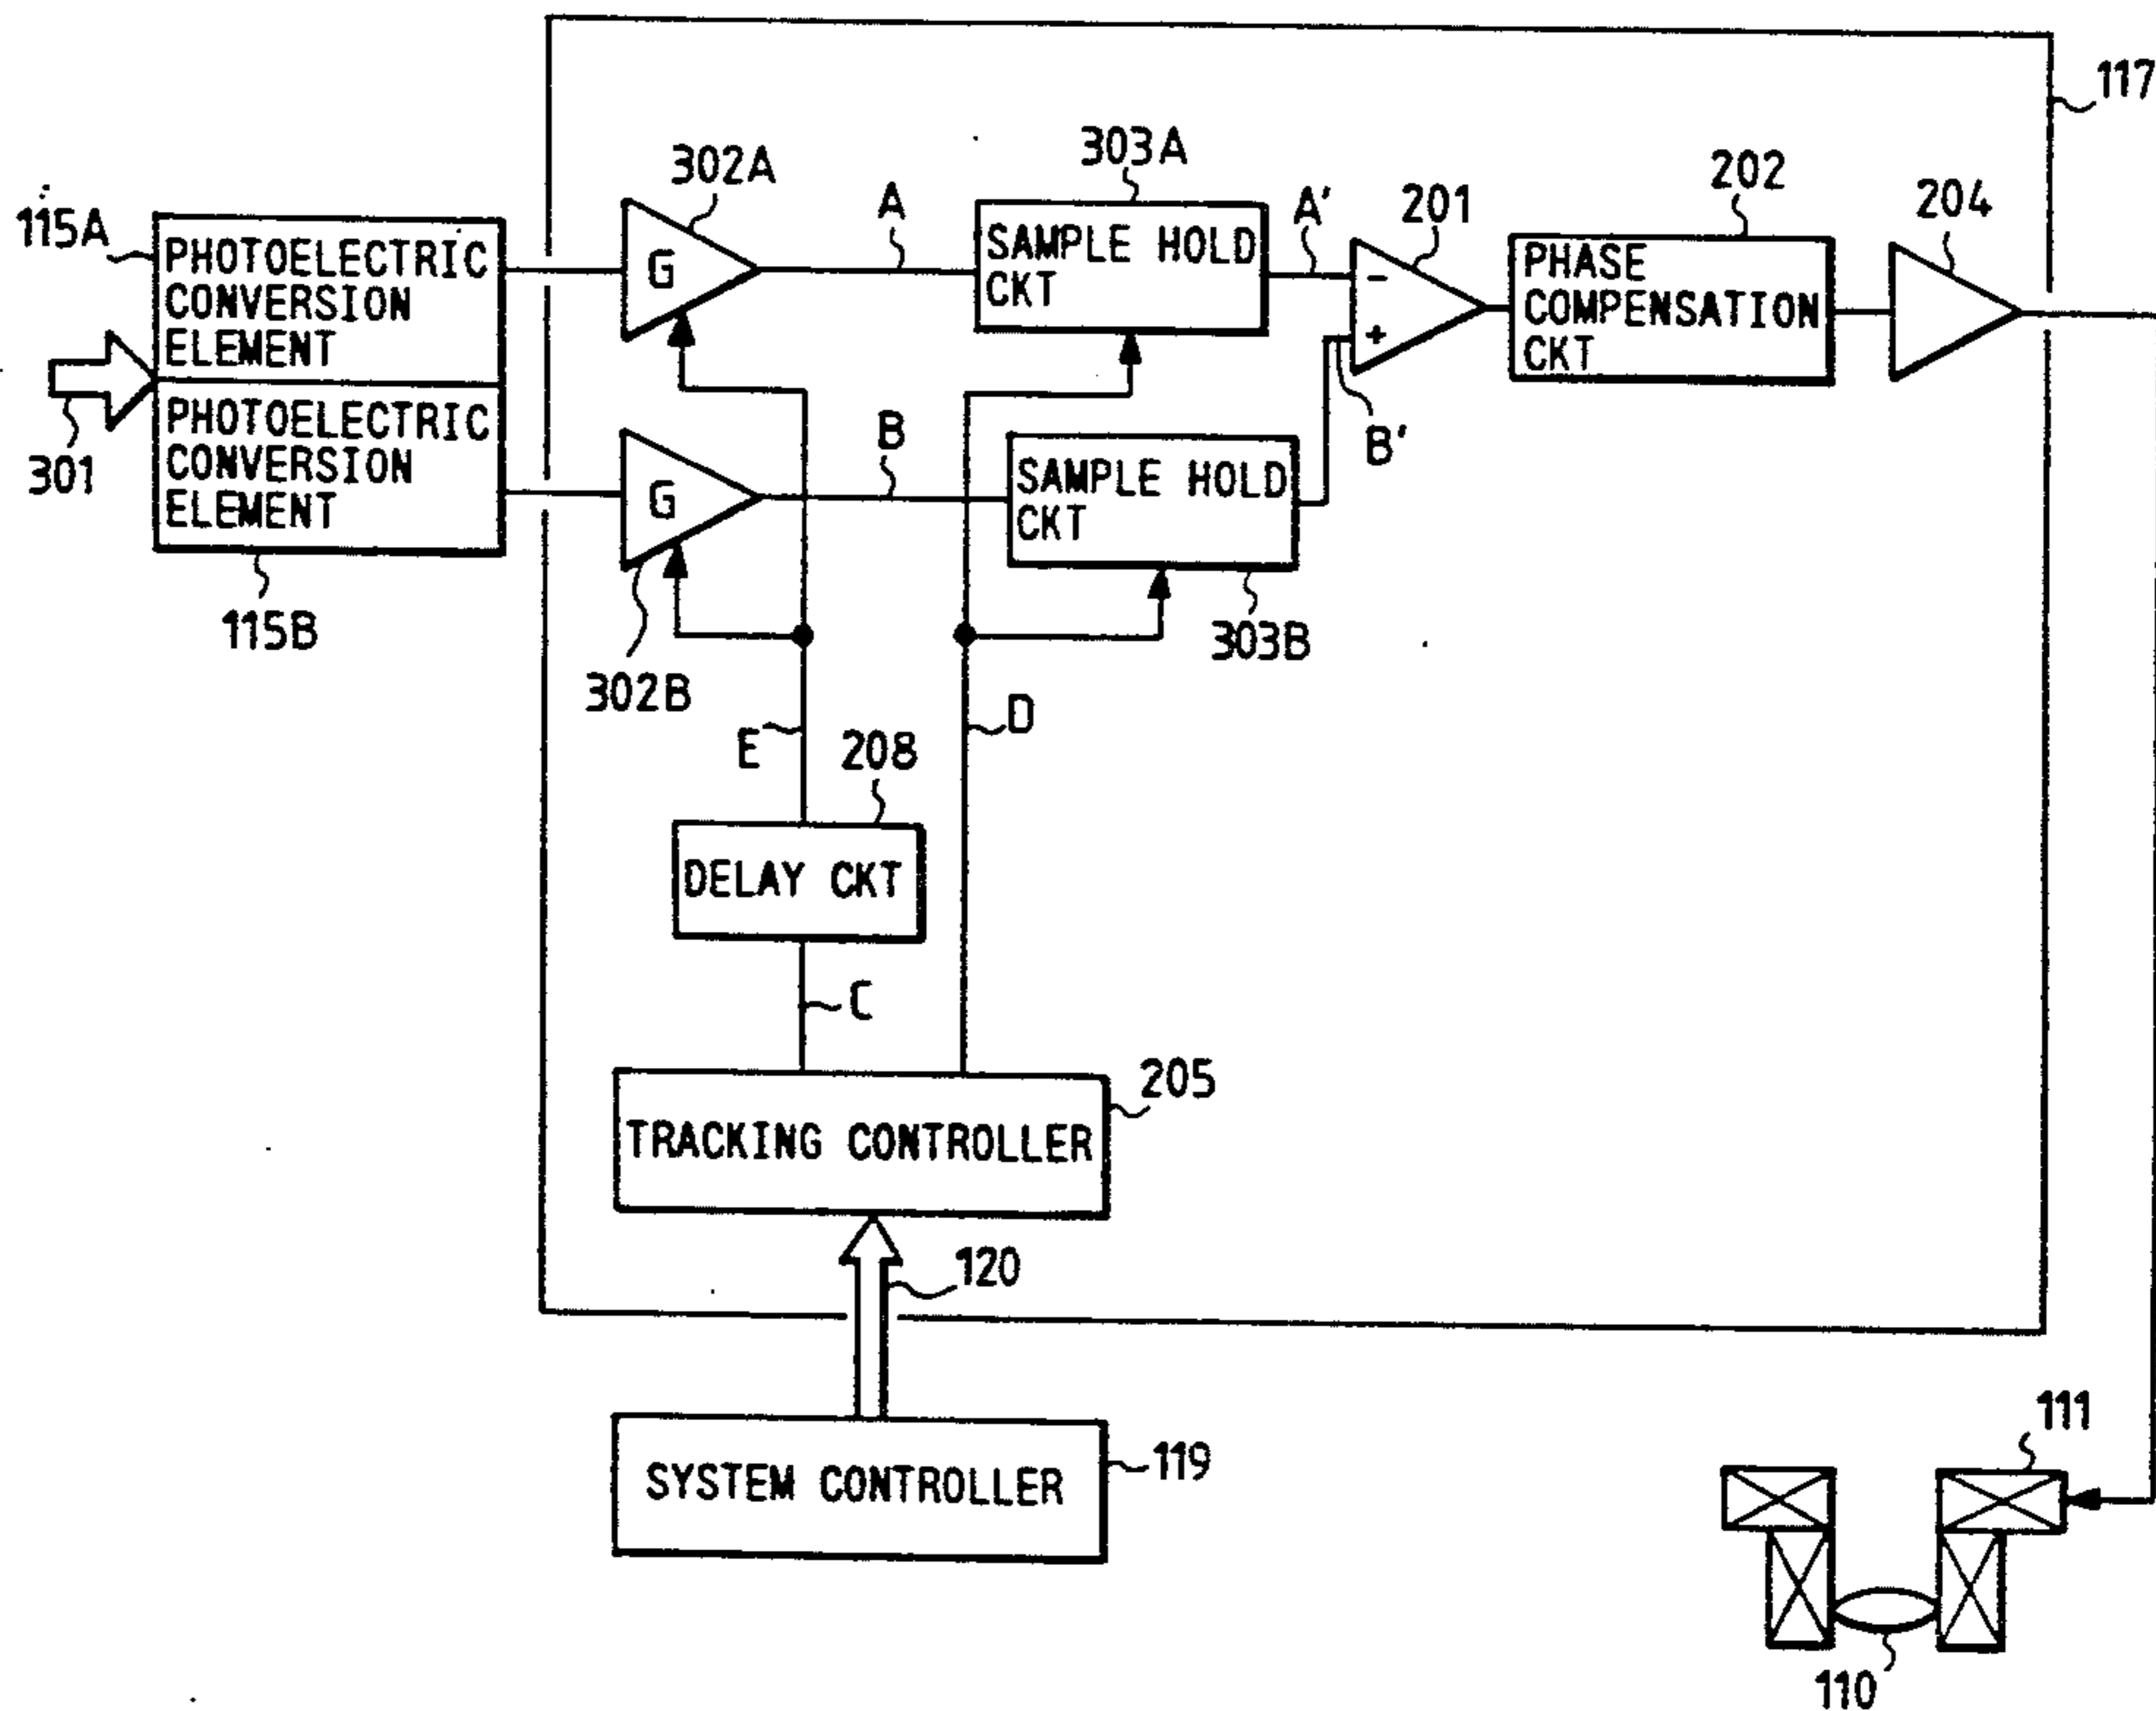 117
302A
303A
A
A'
201
202
204
115A
PHOTOELECTRIC
CONVERSION
ELEMENT
G
SAMPLE HOLD
CKT
-
+
PHASE
COMPENSATION
CKT
301
PHOTOELECTRIC
CONVERSION
ELEMENT
115B
G
B
SAMPLE HOLD
CKT
B'
303B
302B
E
208
D
DELAY CKT
C
205
TRACKING CONTROLLER
120
SYSTEM CONTROLLER
119
111
110